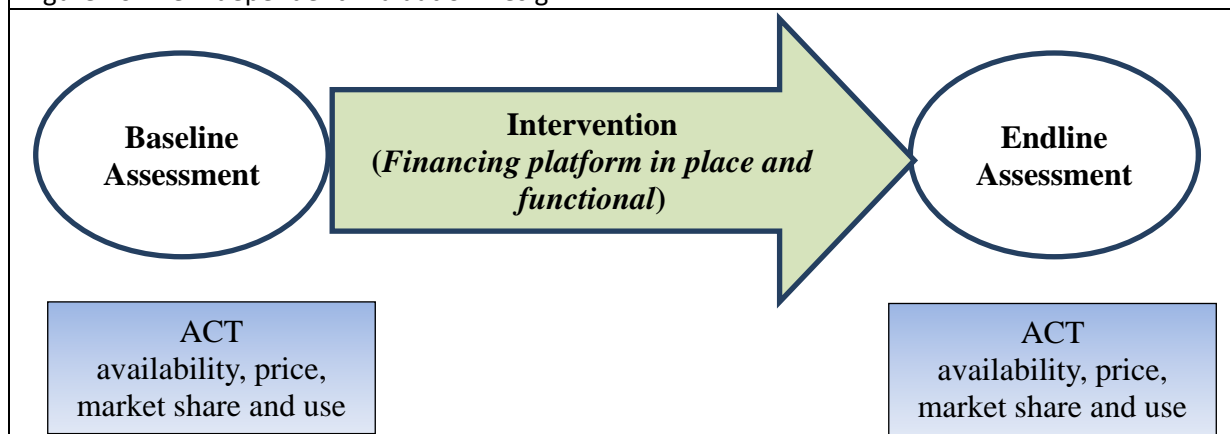 Baseline
Assessment
Intervention
(Financing platform in place and
functional)
Endline
Assessment
ACT
availability, price,
market share and use
ACT
availability, price,
market share and use